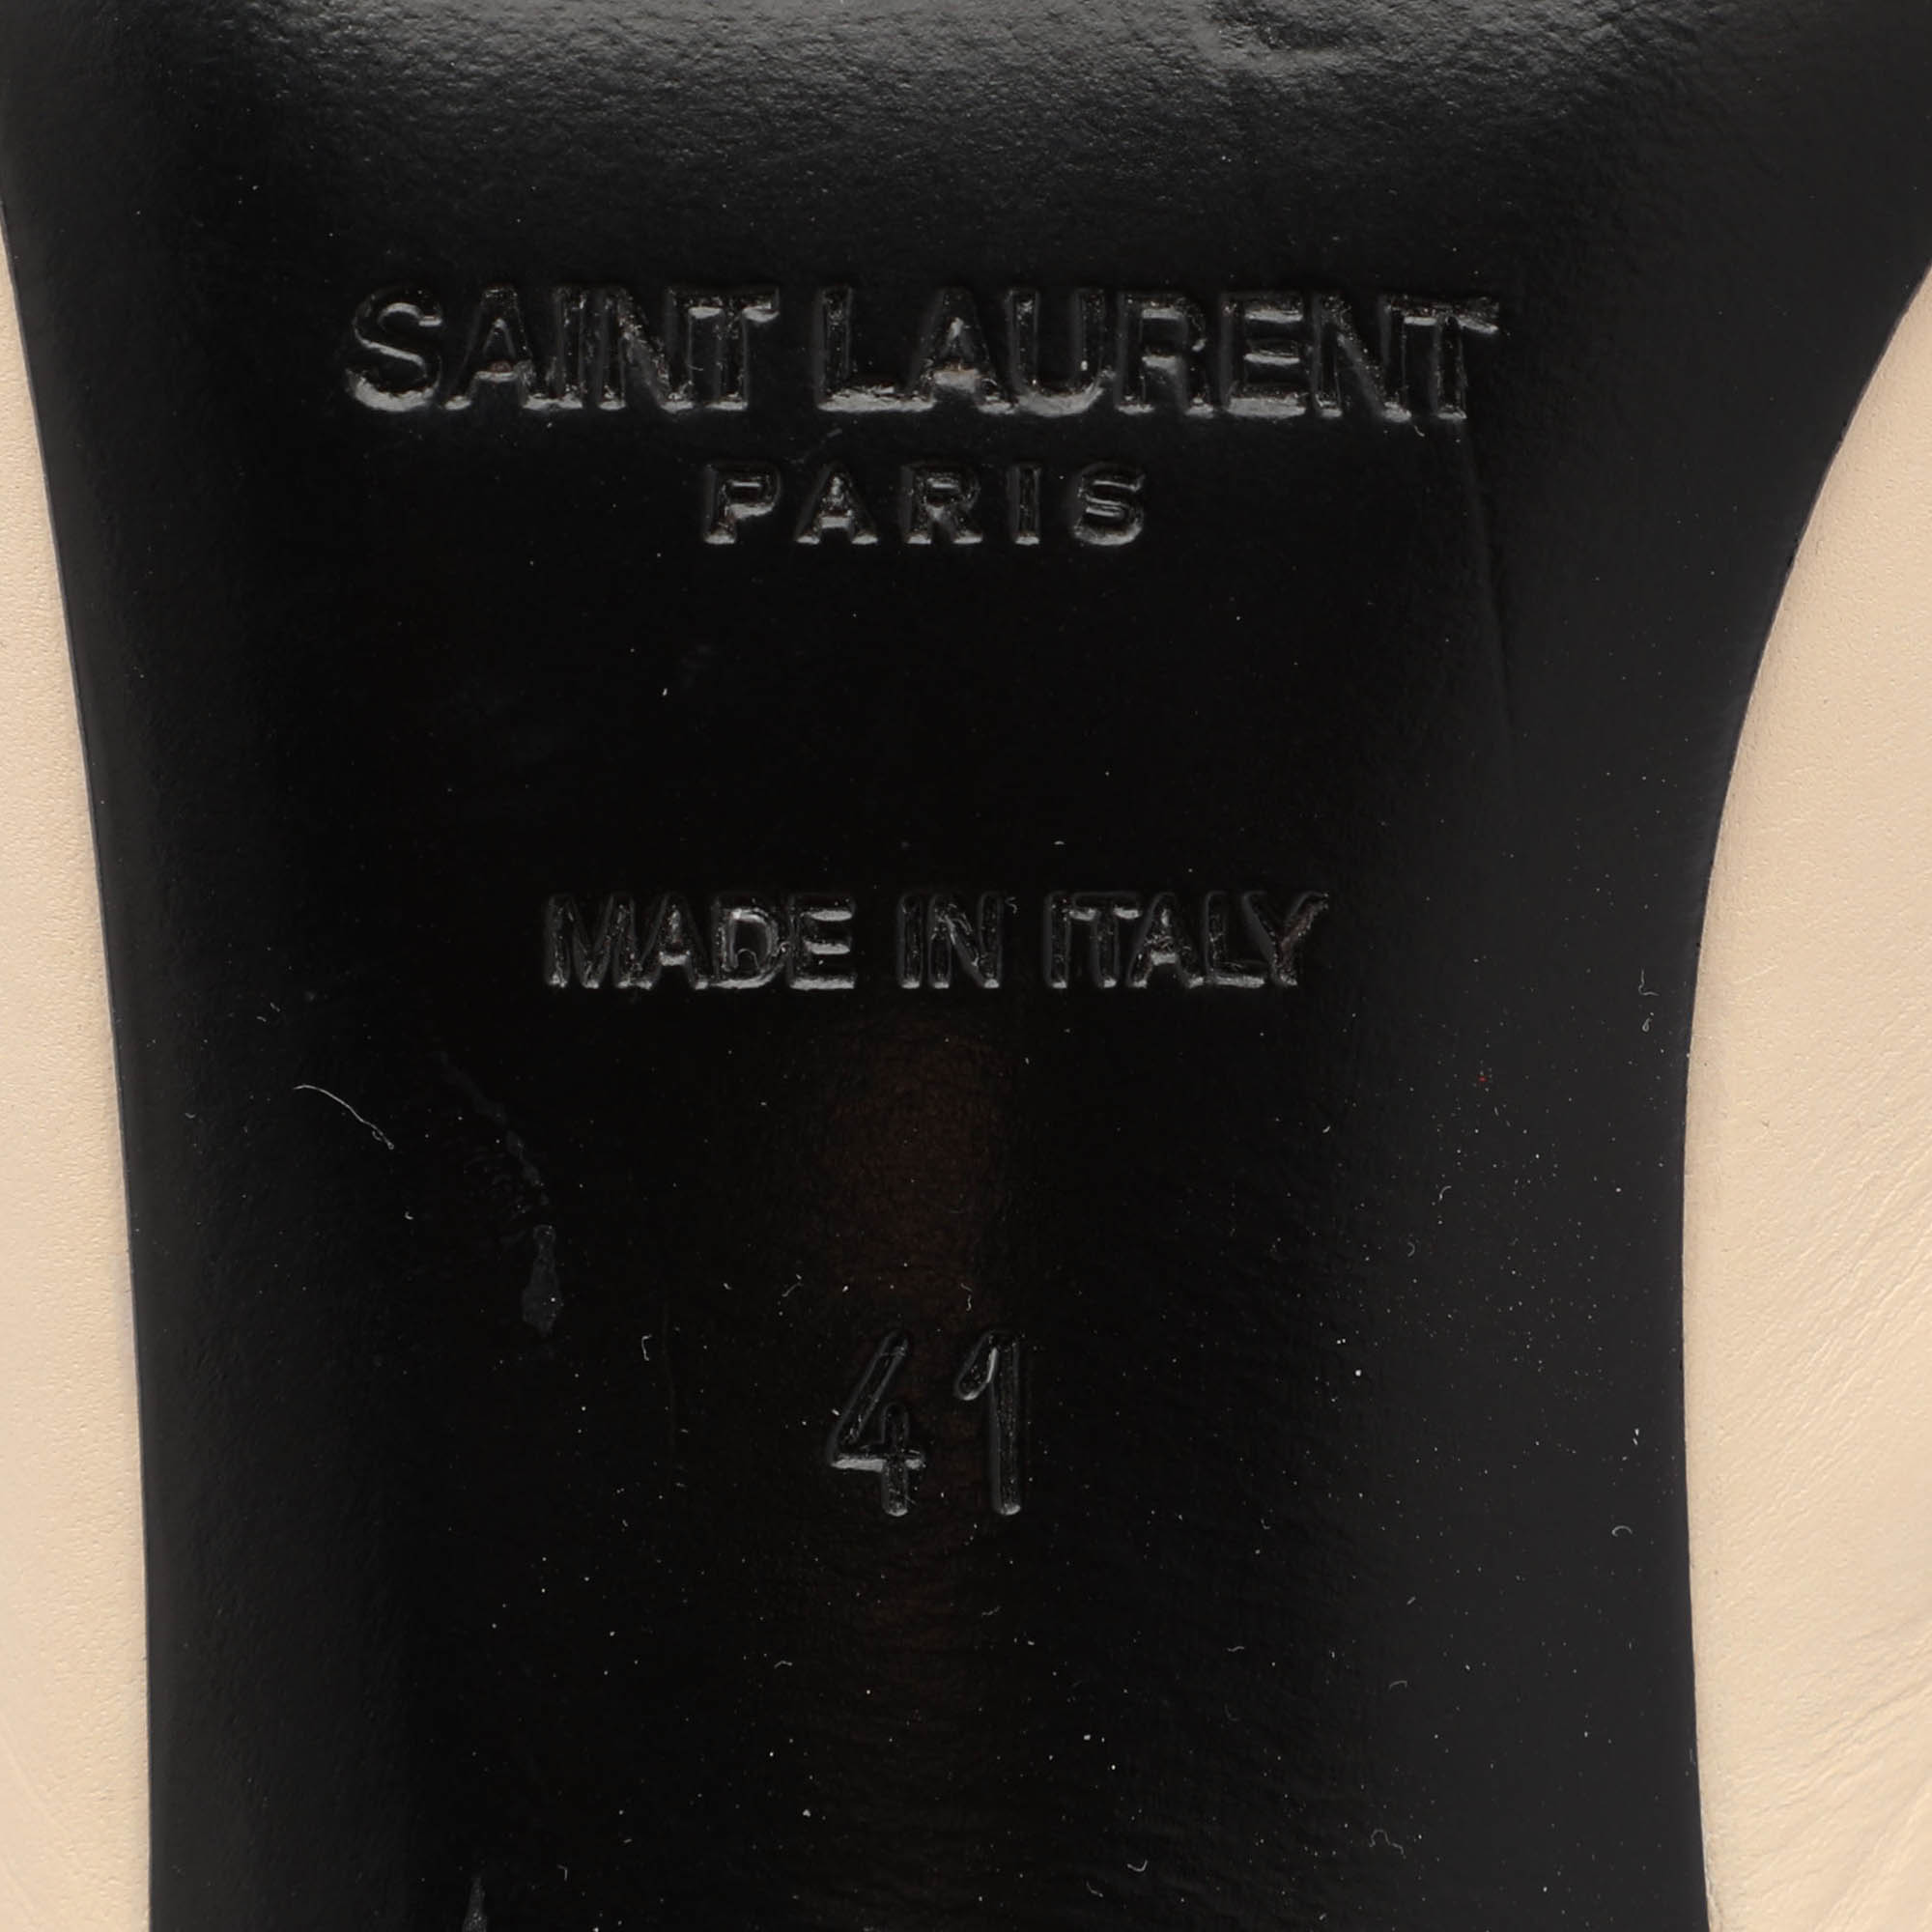 SAINT LAURENT
PARIS
MADE IN ITALY
41